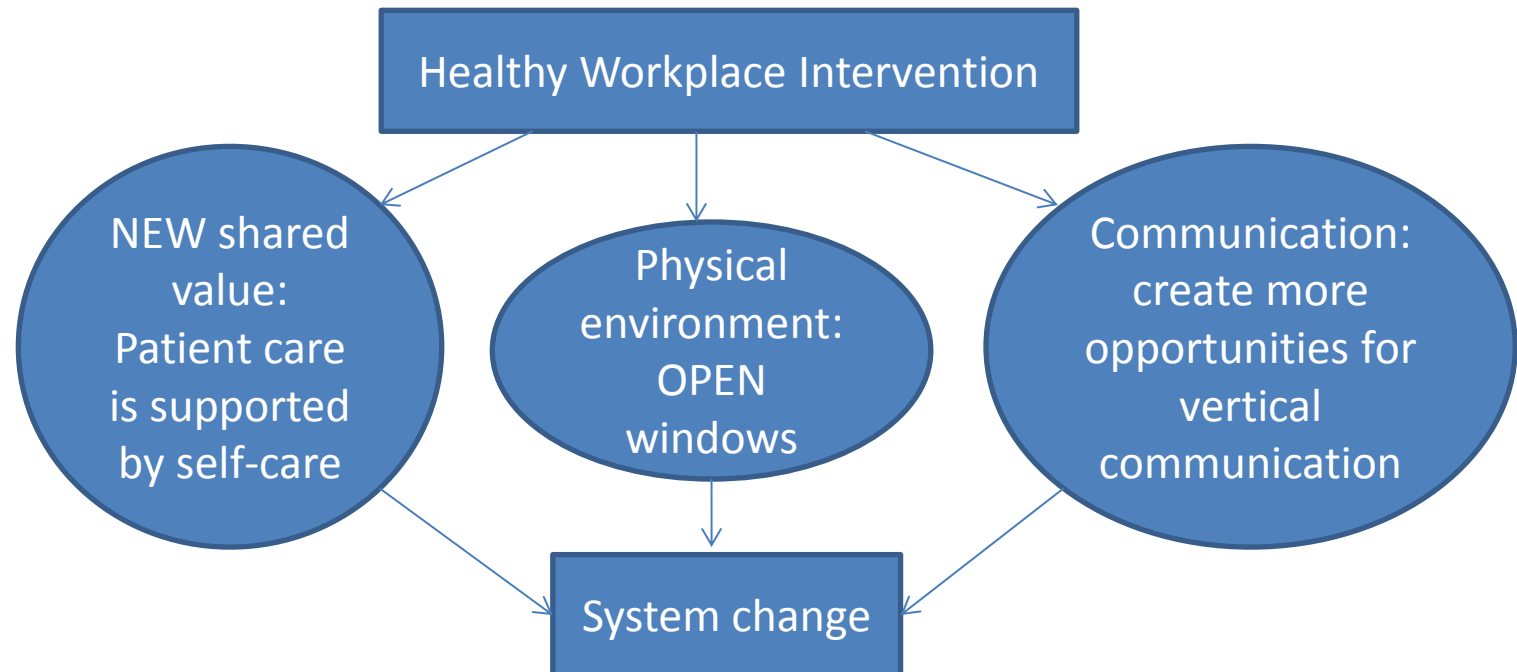 Healthy Workplace Intervention
NEW shared
value:
Patient care
is supported
by self-care
Physical
environment:
OPEN
windows
Communication:
create more
opportunities for
vertical
communication
System change